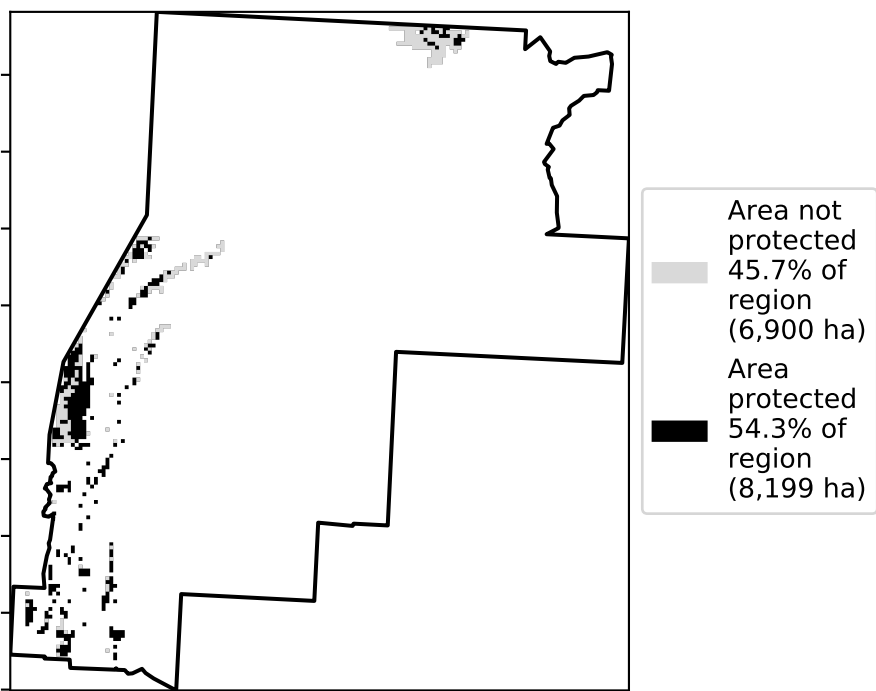 Area not
protected
45.7% of
region
(6,900 ha)
Area
protected
54.3% of
region
(8,199 ha)